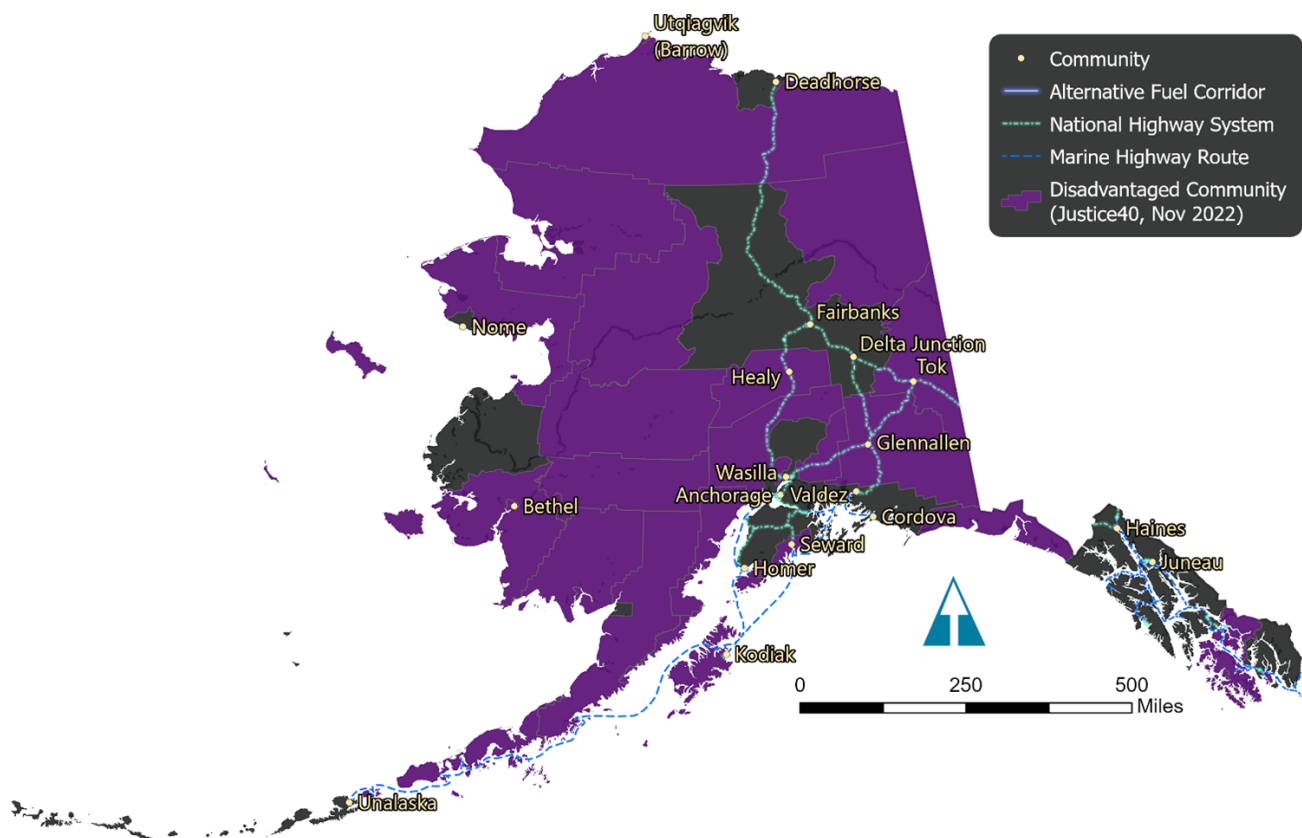 Utqiagvik
(Barrow)
Deadhorse
Community
Alternative Fuel Corridor
National Highway System
Marine Highway Route
Disadvantaged Community
(Justice40, Nov 2022)
Nome
Fairbanks
Delta Junction
Tok
Healy
Glennallen
Wasilla
Anchorage
Valdez
Bethel
Cordova
Seward
Homer
Haines
Juneau
Kodiak
0 250 500
Miles
Unalaska